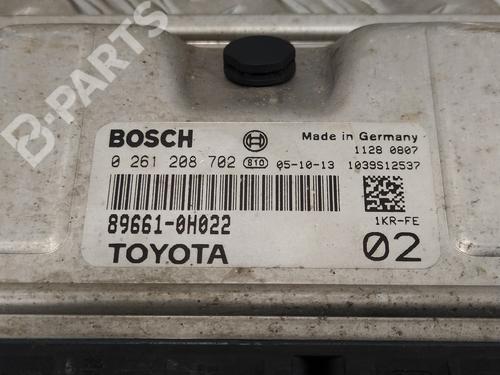 BOSCH
Made in Germany
1128 0807
0 261 208 702 810 05-10-13 1039S12537
89661-0H022
1KR-FE
TOYOTA
02
B-PARTS